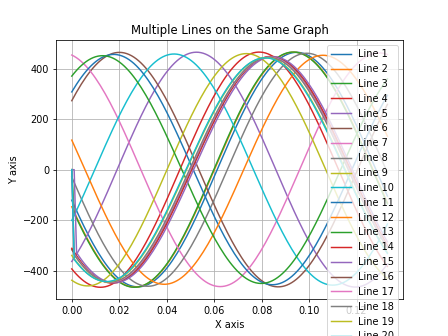 Multiple Lines on the Same Graph
Y axis
400
200
0
−200
−400
0.00 0.02 0.04 0.06 0.08 0.10
X axis
Line 1
Line 2
Line 3
Line 4
Line 5
Line 6
Line 7
Line 8
Line 9
Line 10
Line 11
Line 12
Line 13
Line 14
Line 15
Line 16
Line 17
Line 18
Line 19
Line 20